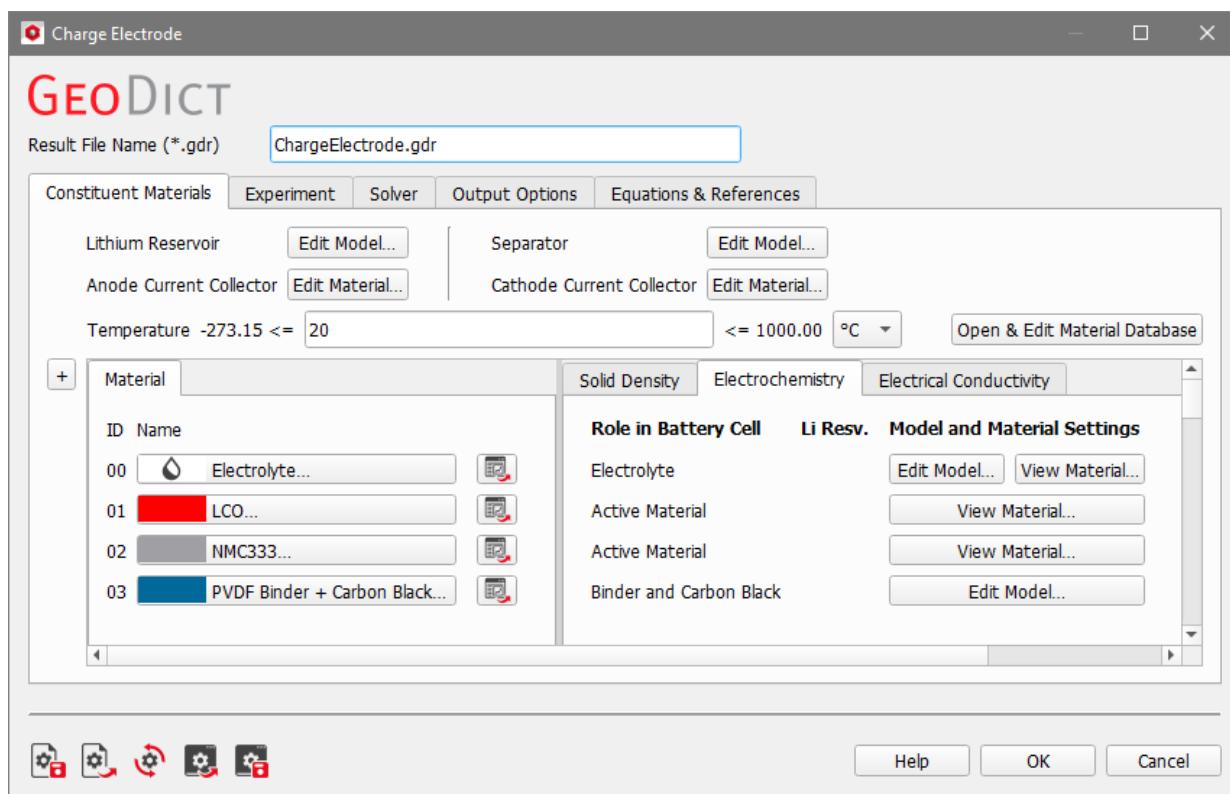 Charge Electrode
GEODICT
Result File Name (*.gdr) ChargeElectrode.gdr
Constituent Materials Experiment Solver Output Options Equations & References
Lithium Reservoir Edit Model... Separator Edit Model...
Anode Current Collector Edit Material... Cathode Current Collector Edit Material...
Temperature -273.15 <= 20 <= 1000.00 °C Open & Edit Material Database
+ Material Solid Density Electrochemistry Electrical Conductivity
ID Name Role in Battery Cell Li Resv. Model and Material Settings
00 Electrolyte... Electrolyte Edit Model... View Material...
01 LCO... Active Material View Material...
02 NMC333... Active Material View Material...
03 PVDF Binder + Carbon Black... Binder and Carbon Black Edit Model...
Help OK Cancel